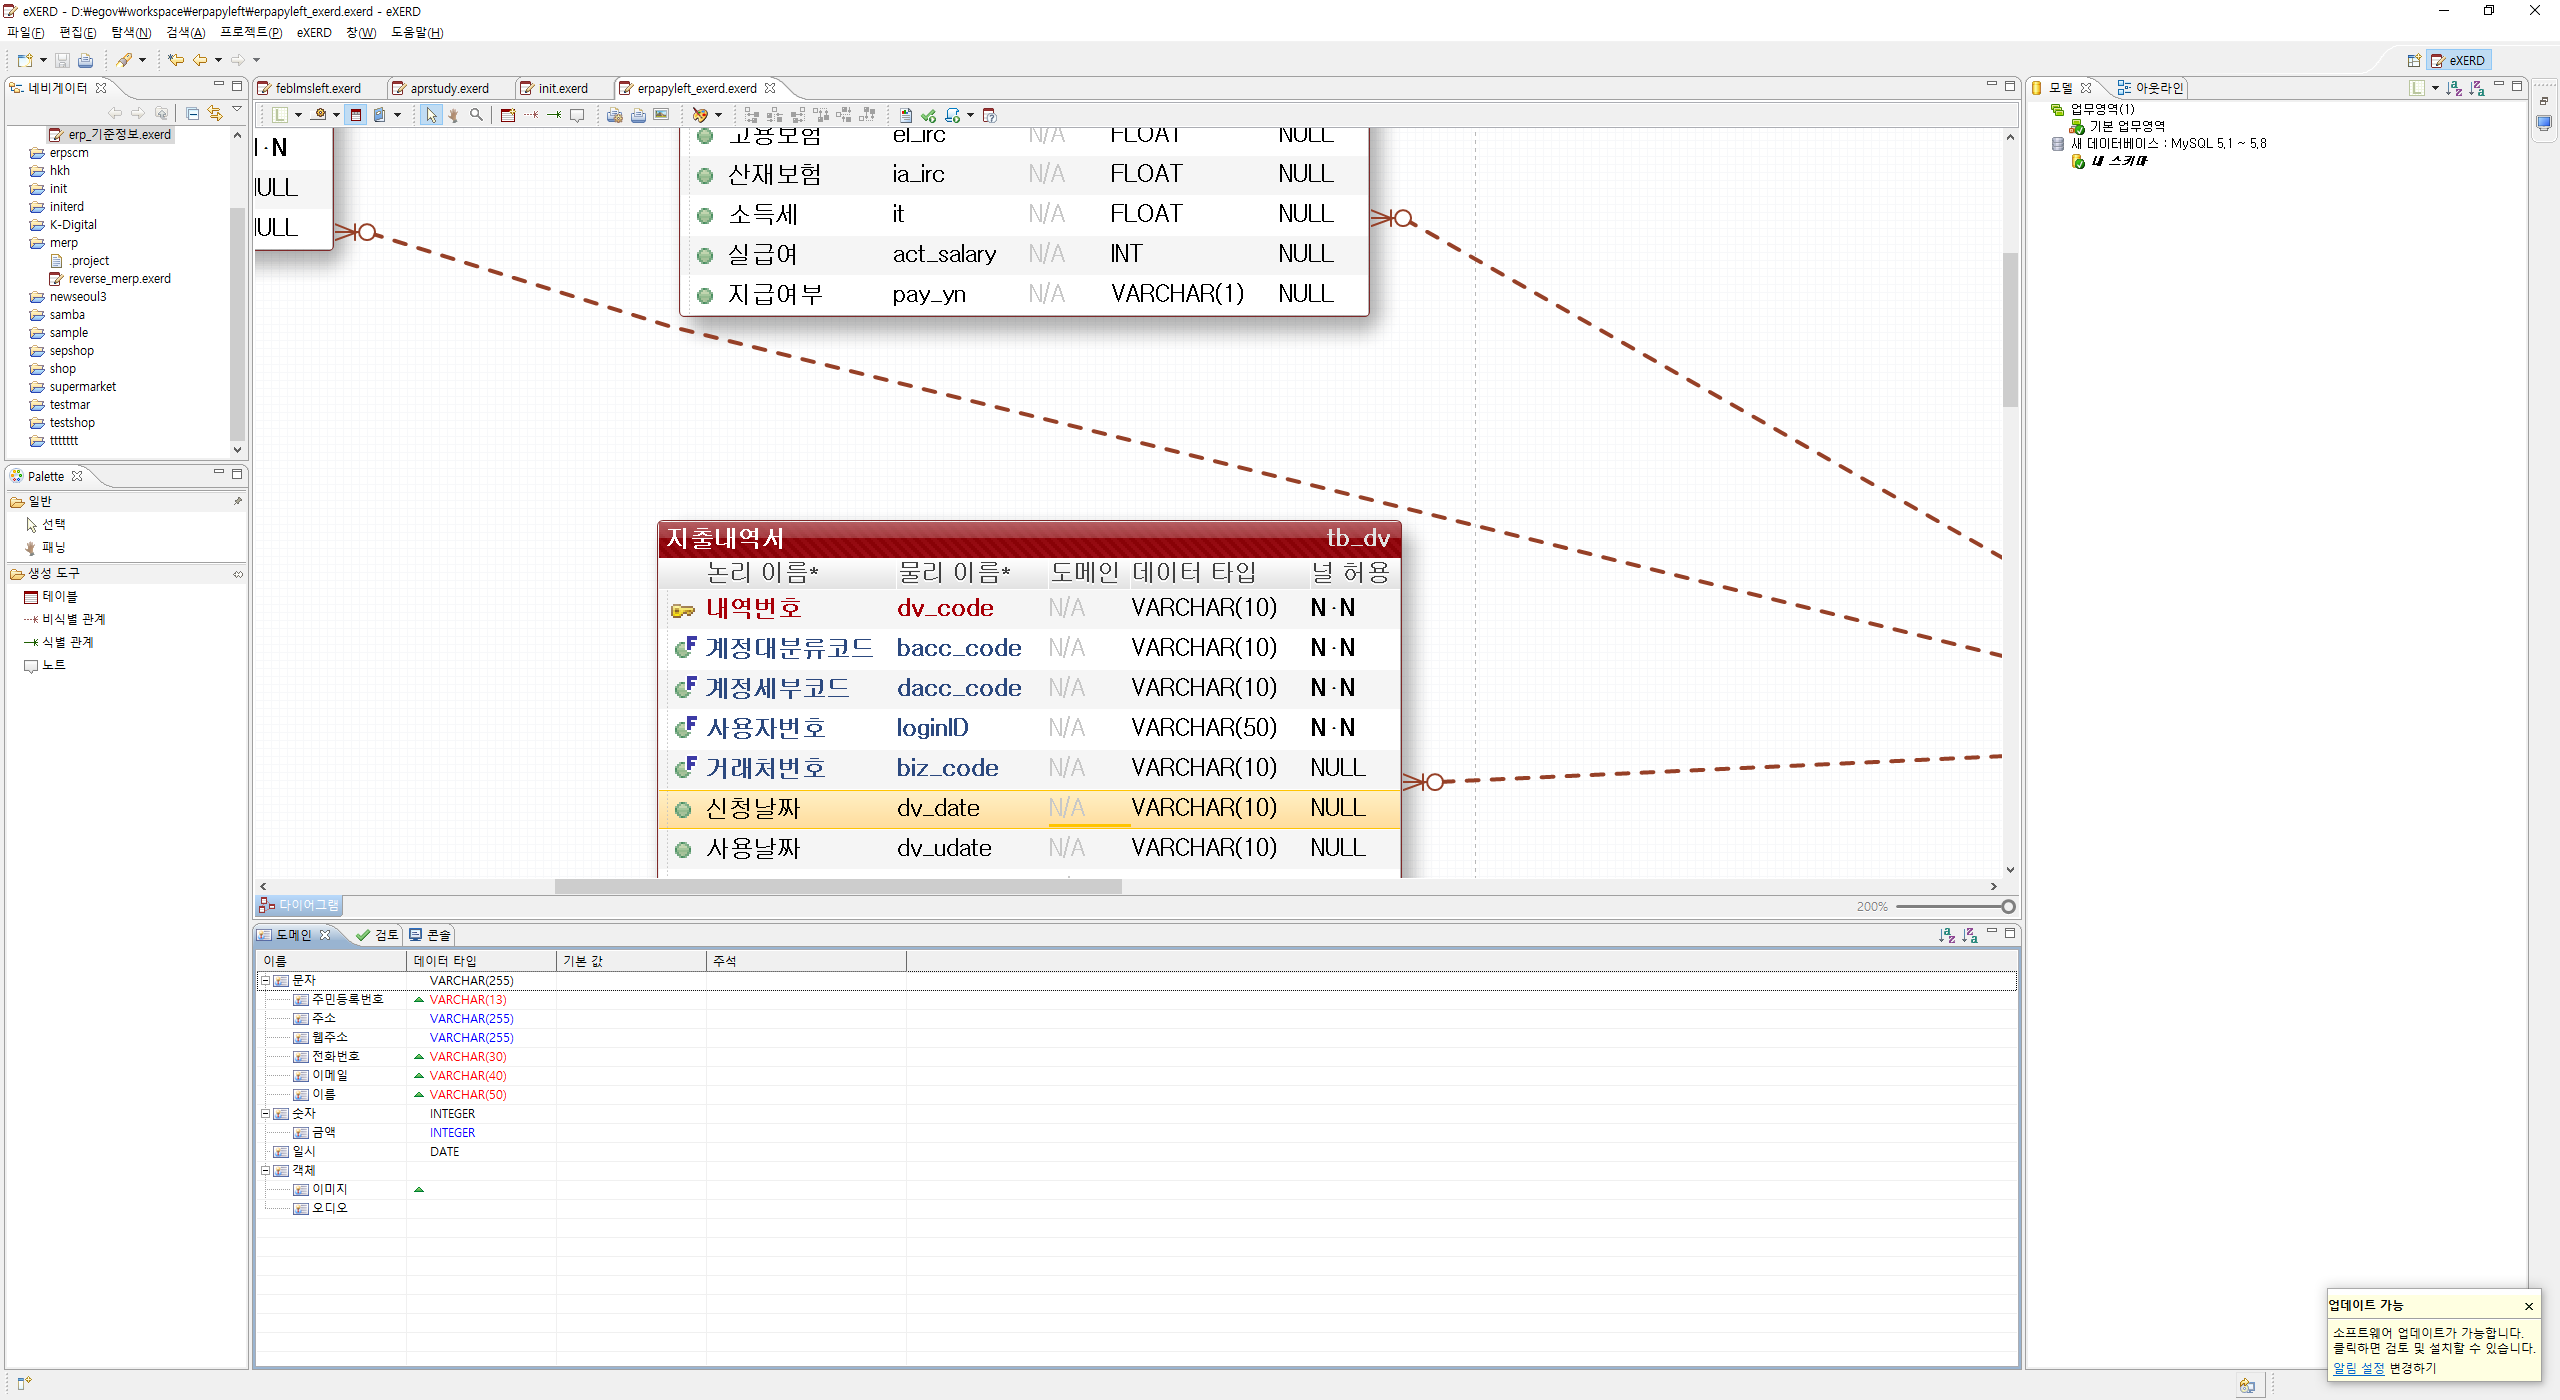 eXERD - D:₩egov₩workspace₩erpapyleft₩erpapyleft_exerd.exerd - eXERD
파일(F) 편집(E) 탐색(N) 검색(A) 프로젝트(P) eXERD 창(W) 도움말(H)
eXERD
네비게이터
erp_기준정보.exerd
erpscm
hkh
init
initerd
K-Digital
merp
.project
reverse_merp.exerd
newseoul3
samba
sample
sepshop
shop
supermarket
testmar
testshop
ttttttt
Palette
일반
선택
패닝
생성 도구
테이블
비식별 관계
식별 관계
노트
feblmsleft.exerd aprstudy.exerd init.exerd erpapyleft_exerd.exerd
N
NULL
NULL
고용보험 el_irc N/A FLOAT NULL
산재보험 ia_irc N/A FLOAT NULL
소득세 it N/A FLOAT NULL
실급여 act_salary N/A INT NULL
지급여부 pay_yn N/A VARCHAR(1) NULL
지출내역서 tb_dv
논리 이름* 물리 이름* 도메인 데이터 타입 널 허용
내역번호 dv_code N/A VARCHAR(10) N·N
계정대분류코드 bacc_code N/A VARCHAR(10) N·N
계정세부코드 dacc_code N/A VARCHAR(10) N·N
사용자번호 loginID N/A VARCHAR(50) N·N
거래처번호 biz_code N/A VARCHAR(10) NULL
신청날짜 dv_date N/A VARCHAR(10) NULL
사용날짜 dv_udate N/A VARCHAR(10) NULL
다이어그램
200%
도메인 검토 콘솔
이름 데이터 타입 기본 값 주석
문자 VARCHAR(255)
주민등록번호 VARCHAR(13)
주소 VARCHAR(255)
웹주소 VARCHAR(255)
전화번호 VARCHAR(30)
이메일 VARCHAR(40)
이름 VARCHAR(50)
숫자 INTEGER
금액 INTEGER
일시 DATE
객체
이미지
오디오
모델 아웃라인
업무영역(1)
기본 업무영역
새 데이터베이스 : MySQL 5.1 ~ 5.8
내 스키마
업데이트 가능
소프트웨어 업데이트가 가능합니다.
클릭하면 검토 및 설치할 수 있습니다.
알림 설정 변경하기